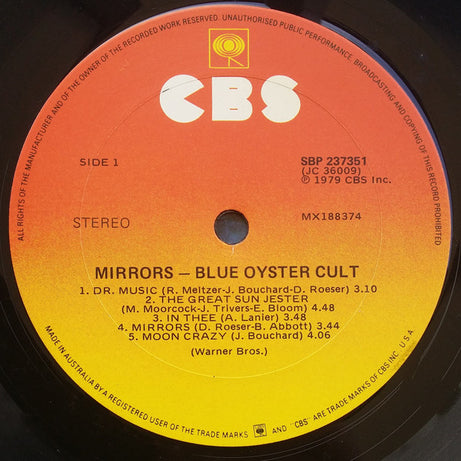 ALL RIGHTS OF THE MANUFACTURER AND OF THE OWNER OF THE RECORDED WORK RESERVED. UNAUTHORISED PUBLIC PERFORMANCE, BROADCASTING AND COPYING OF THIS RECORD PROHIBITED
CBS
SIDE 1
SBP 237351
(JC 36009)
℗ 1979 CBS Inc.
STEREO
MX188374
MIRRORS – BLUE OYSTER CULT
1. DR. MUSIC (R. Meltzer-J. Bouchard-D. Roeser) 3.10
2. THE GREAT SUN JESTER
(M. Moorcock-J. Trivers-E. Bloom) 4.48
3. IN THEE (A. Lanier) 3.48
4. MIRRORS (D. Roeser-B. Abbott) 3.44
5. MOON CRAZY (J. Bouchard) 4.06
(Warner Bros.)
MADE IN AUSTRALIA BY A REGISTERED USER OF THE TRADE MARKS AND "CBS" ARE TRADE MARKS OF CBS INC. U.S.A.